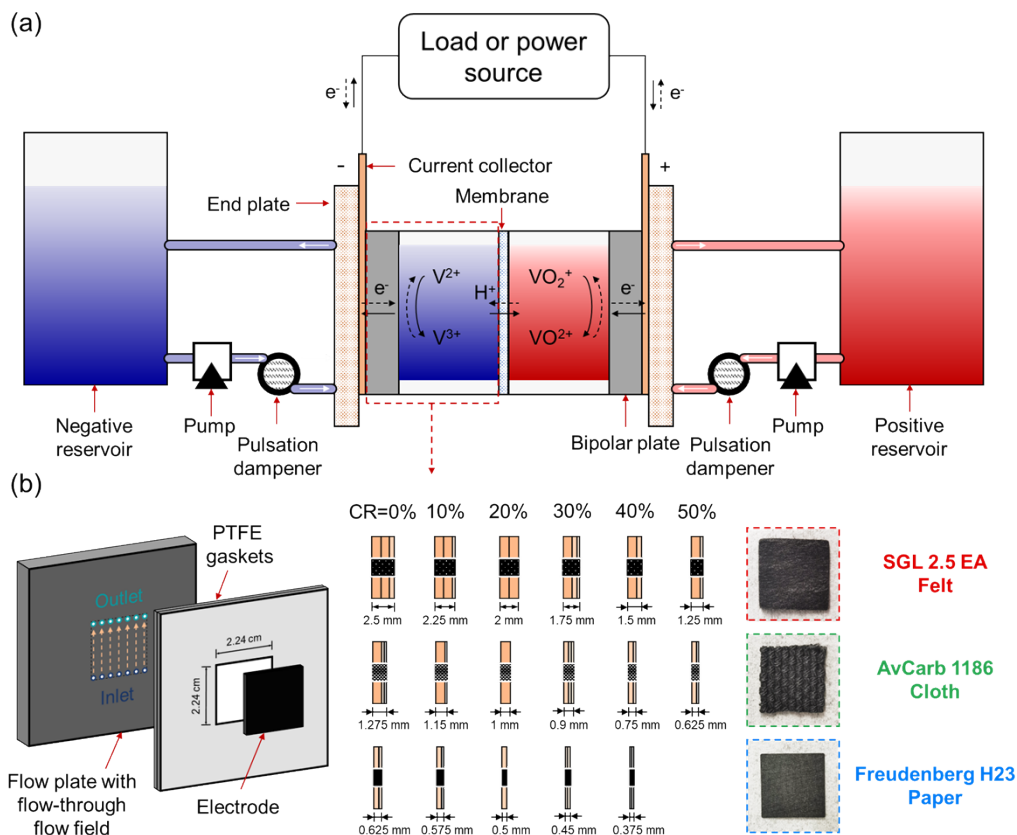 (a)
Load or power
source
e-
e-
-
+
Current collector
Membrane
End plate
V2+
VO2+
e-
H+
e-
V3+
VO2+
Negative
reservoir
Pump
Pulsation
dampener
Bipolar plate
Pulsation
dampener
Pump
Positive
reservoir
(b)
PTFE
gaskets
Outlet
Inlet
2.24 cm
2.24 cm
Flow plate with
flow-through
flow field
Electrode
CR=0% 10% 20% 30% 40% 50%
2.5 mm 2.25 mm 2 mm 1.75 mm 1.5 mm 1.25 mm
1.275 mm 1.15 mm 1 mm 0.9 mm 0.75 mm 0.625 mm
0.625 mm 0.575 mm 0.5 mm 0.45 mm 0.375 mm
SGL 2.5 EA
Felt
AvCarb 1186
Cloth
Freudenberg H23
Paper